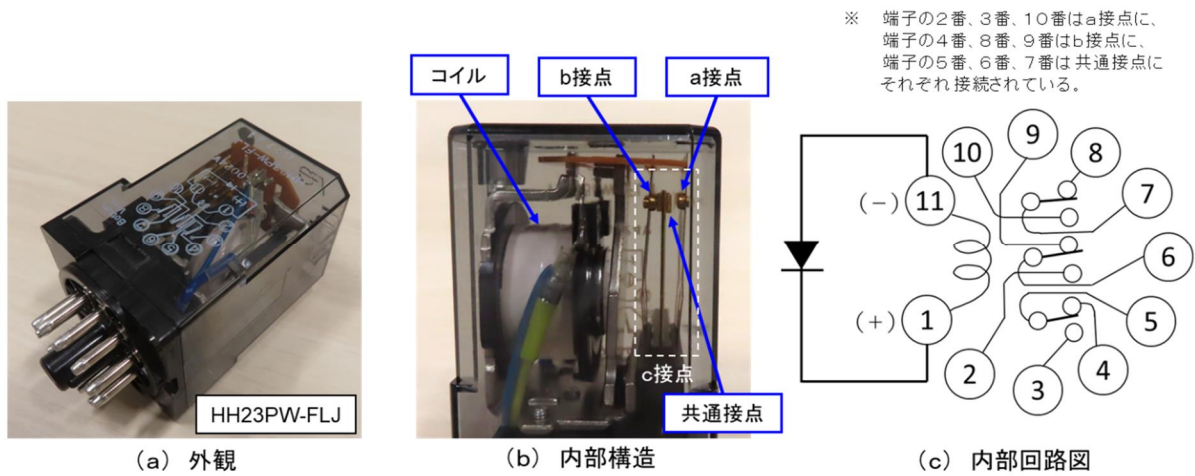 ※ 端子の2番、3番、10番はa接点に、
端子の4番、8番、9番はb接点に、
端子の5番、6番、7番は共通接点に
それぞれ接続されている。
コイル
b接点
a接点
c接点
共通接点
HH23PW-FLJ
9
8
10
7
(-)
11
6
(+)
1
5
2
3
4
(a) 外観
(b) 内部構造
(c) 内部回路図